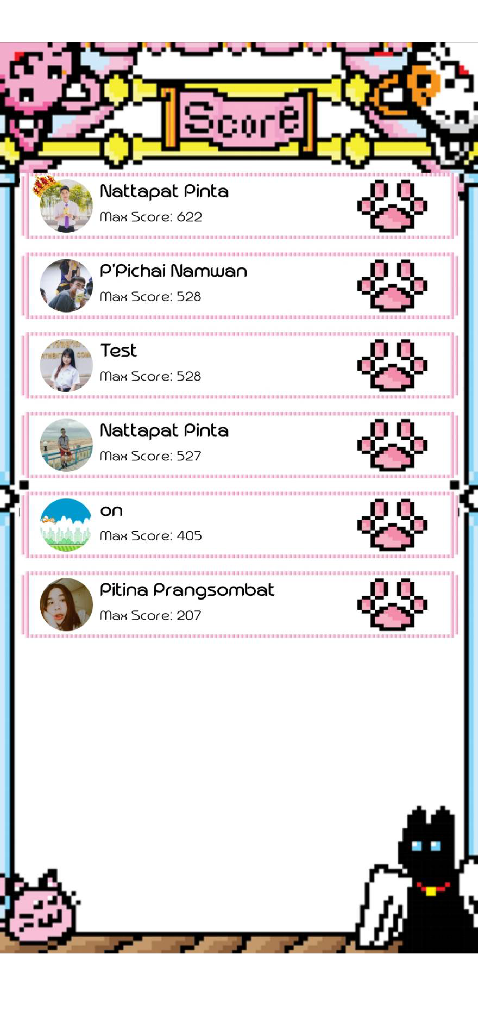 Score
Nattapat Pinta
Max Score: 622
P'Pichai Namwan
Max Score: 528
Test
Max Score: 528
Nattapat Pinta
Max Score: 527
on
Max Score: 405
Pitina Prangsombat
Max Score: 207